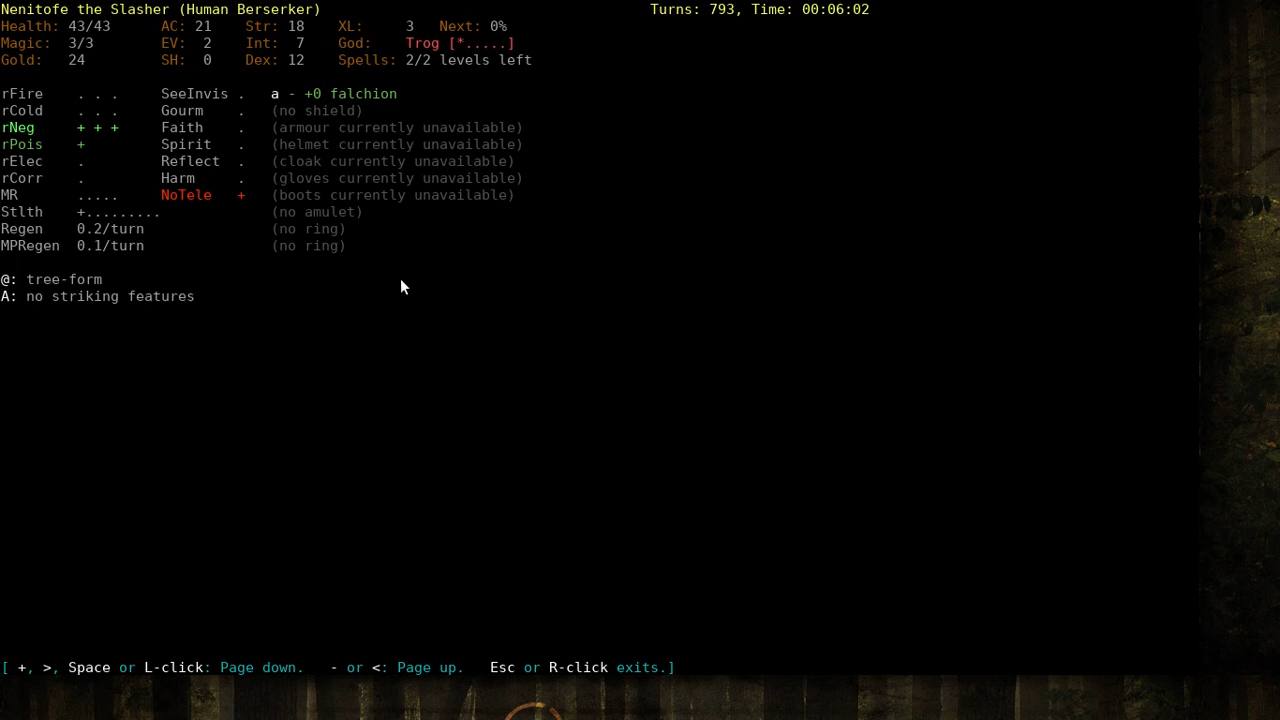 Nenitofe the Slasher (Human Berserker) Turns: 793, Time: 00:06:02
Health: 43/43 AC: 21 Str: 18 XL: 3 Next: 0%
Magic: 3/3 EV: 2 Int: 7 God: Trog [*.....]
Gold: 24 SH: 0 Dex: 12 Spells: 2/2 levels left
rFire . . . SeeInvis . a - +0 falchion
rCold . . . Gourm . (no shield)
rNeg + + + Faith . (armour currently unavailable)
rPois + Spirit . (helmet currently unavailable)
rElec . Reflect . (cloak currently unavailable)
rCorr . Harm . (gloves currently unavailable)
MR ..... NoTele + (boots currently unavailable)
Stlth +......... (no amulet)
Regen 0.2/turn (no ring)
MPRegen 0.1/turn (no ring)
@: tree-form
A: no striking features
[ +, >, Space or L-click: Page down. - or <: Page up. Esc or R-click exits.]